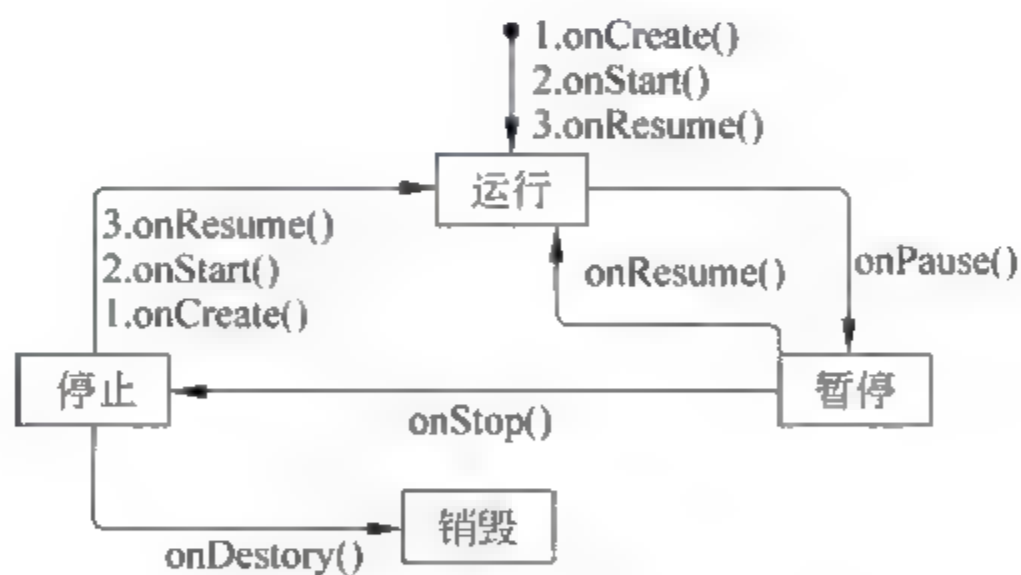 1.onCreate()
2.onStart()
3.onResume()
运行
3.onResume()
2.onStart()
1.onCreate()
onResume()
onPause()
停止
暂停
onStop()
销毁
onDestory()